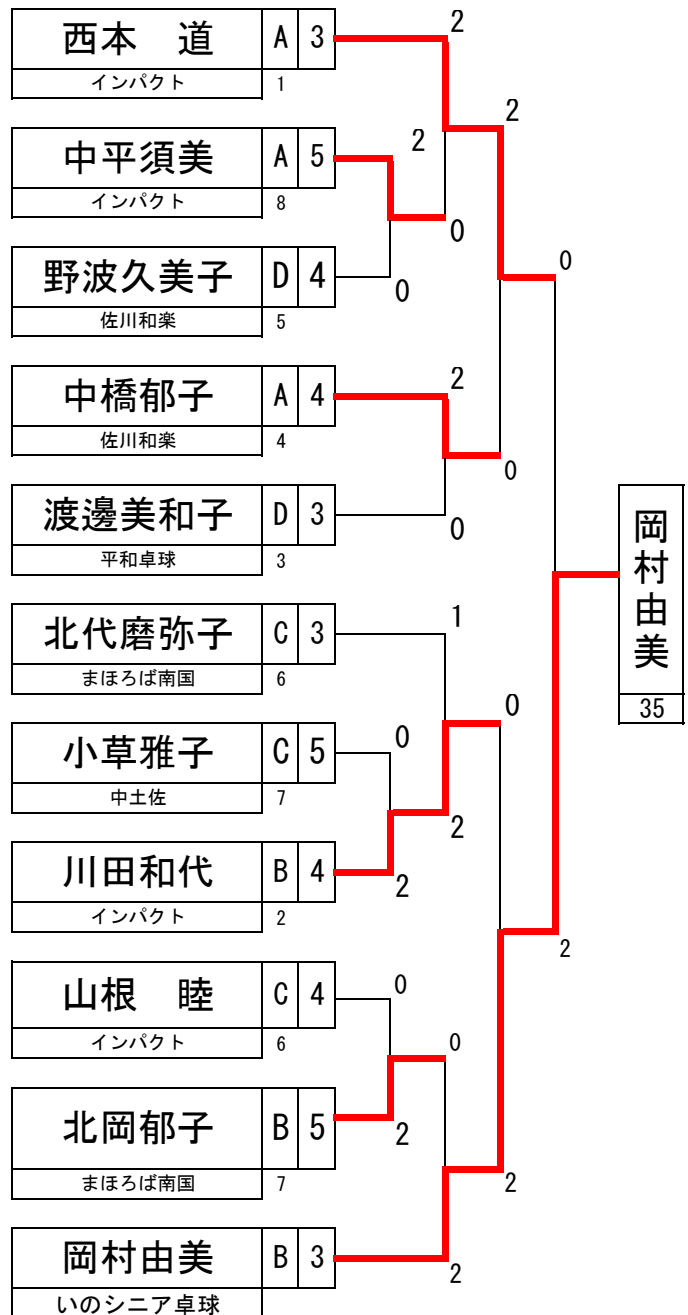 西本　道 A 3
インパクト 1
中平須美 A 5
インパクト 8
野波久美子 D 4
佐川和楽 5
中橋郁子 A 4
佐川和楽 4
渡邊美和子 D 3
平和卓球 3
北代磨弥子 C 3
まほろば南国 6
小草雅子 C 5
中土佐 7
川田和代 B 4
インパクト 2
山根　睦 C 4
インパクト 6
北岡郁子 B 5
まほろば南国 7
岡村由美 B 3
いのシニア卓球
2
2
0
0
2
0
1
0
2
2
0
2
0
2
2
0
0
0
2
0
2
岡村由美
35